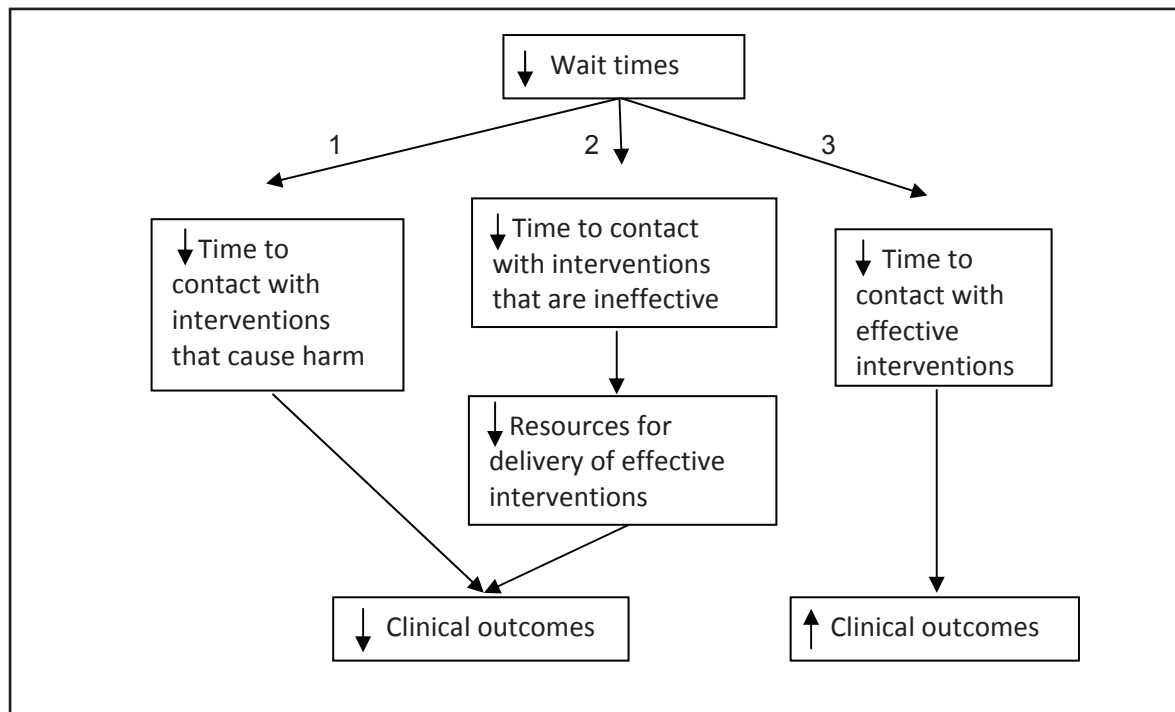 ↓ Wait times
1
2
3
↓ Time to
contact with
interventions
that cause harm
↓ Time to contact
with interventions
that are ineffective
↓ Time to
contact with
effective
interventions
↓ Resources for
delivery of effective
interventions
↓ Clinical outcomes
↑ Clinical outcomes